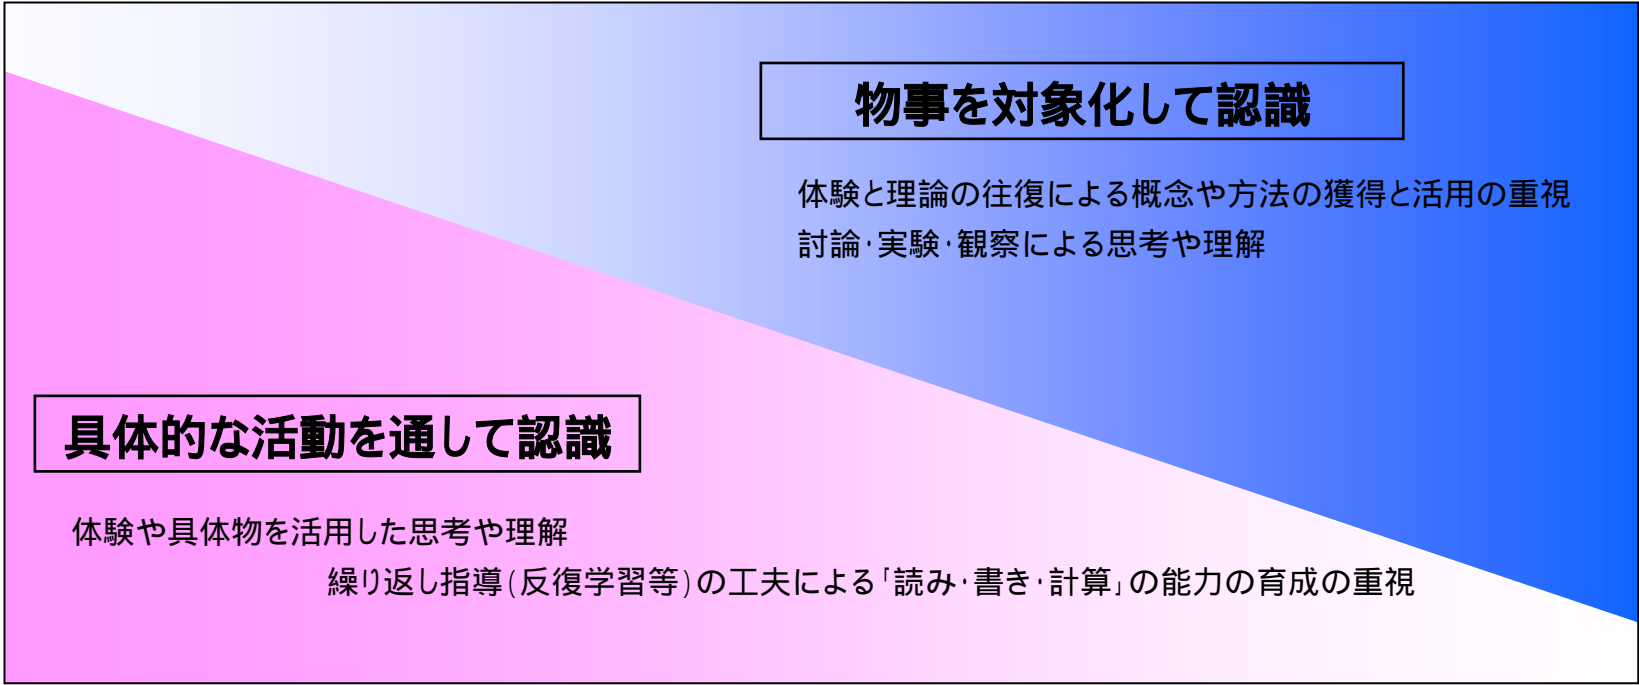 物事を対象化して認識
体験と理論の往復による概念や方法の獲得と活用の重視
討論・実験・観察による思考や理解
具体的な活動を通して認識
体験や具体物を活用した思考や理解
繰り返し指導(反復学習等)の工夫による「読み・書き・計算」の能力の育成の重視